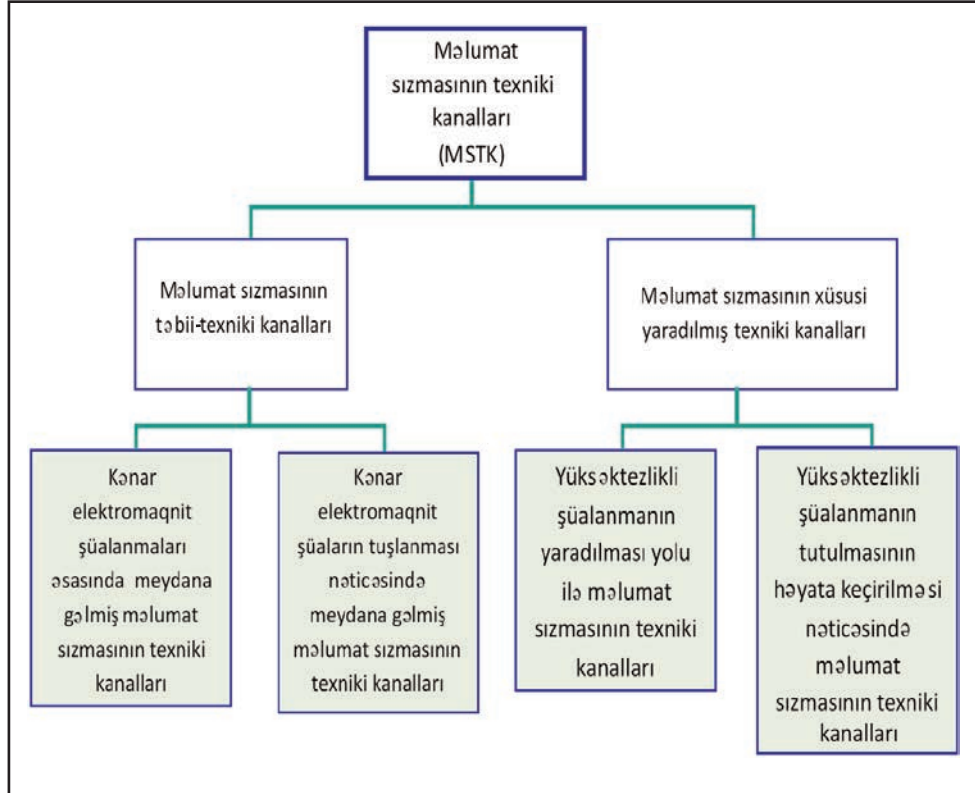 Məlumat
sızmasının texniki
kanalları
(MSTK)
Məlumat sızmasının
təbii-texniki kanalları
Məlumat sızmasının xüsusi
yaradılmış texniki kanalları
Kənar
elektromaqnit
şüalanmaları
əsasında meydana
gəlmiş məlumat
sızmasının texniki
kanalları
Kənar
elektromaqnit
şüaların tuşlanması
nəticəsində
meydana gəlmiş
məlumat sızmasının
texniki kanalları
Yüksəktezlikli
şüalanmanın
yaradılması yolu
ilə məlumat
sızmasının texniki
kanalları
Yüksəktezlikli
şüalanmanın
tutulmasının
həyata keçirilməsi
nəticəsində
məlumat
sızmasının texniki
kanalları